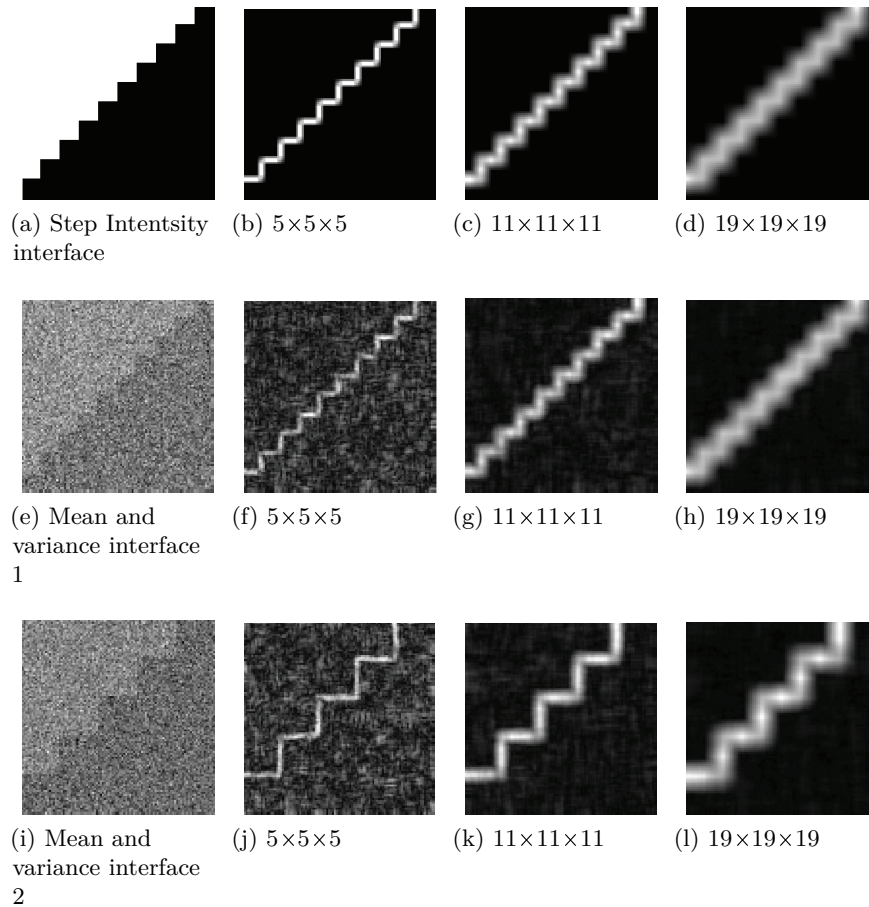 (a) Step Intentsity
interface
(b) 5×5×5
(c) 11×11×11
(d) 19×19×19
(e) Mean and
variance interface
1
(f) 5×5×5
(g) 11×11×11
(h) 19×19×19
(i) Mean and
variance interface
2
(j) 5×5×5
(k) 11×11×11
(l) 19×19×19